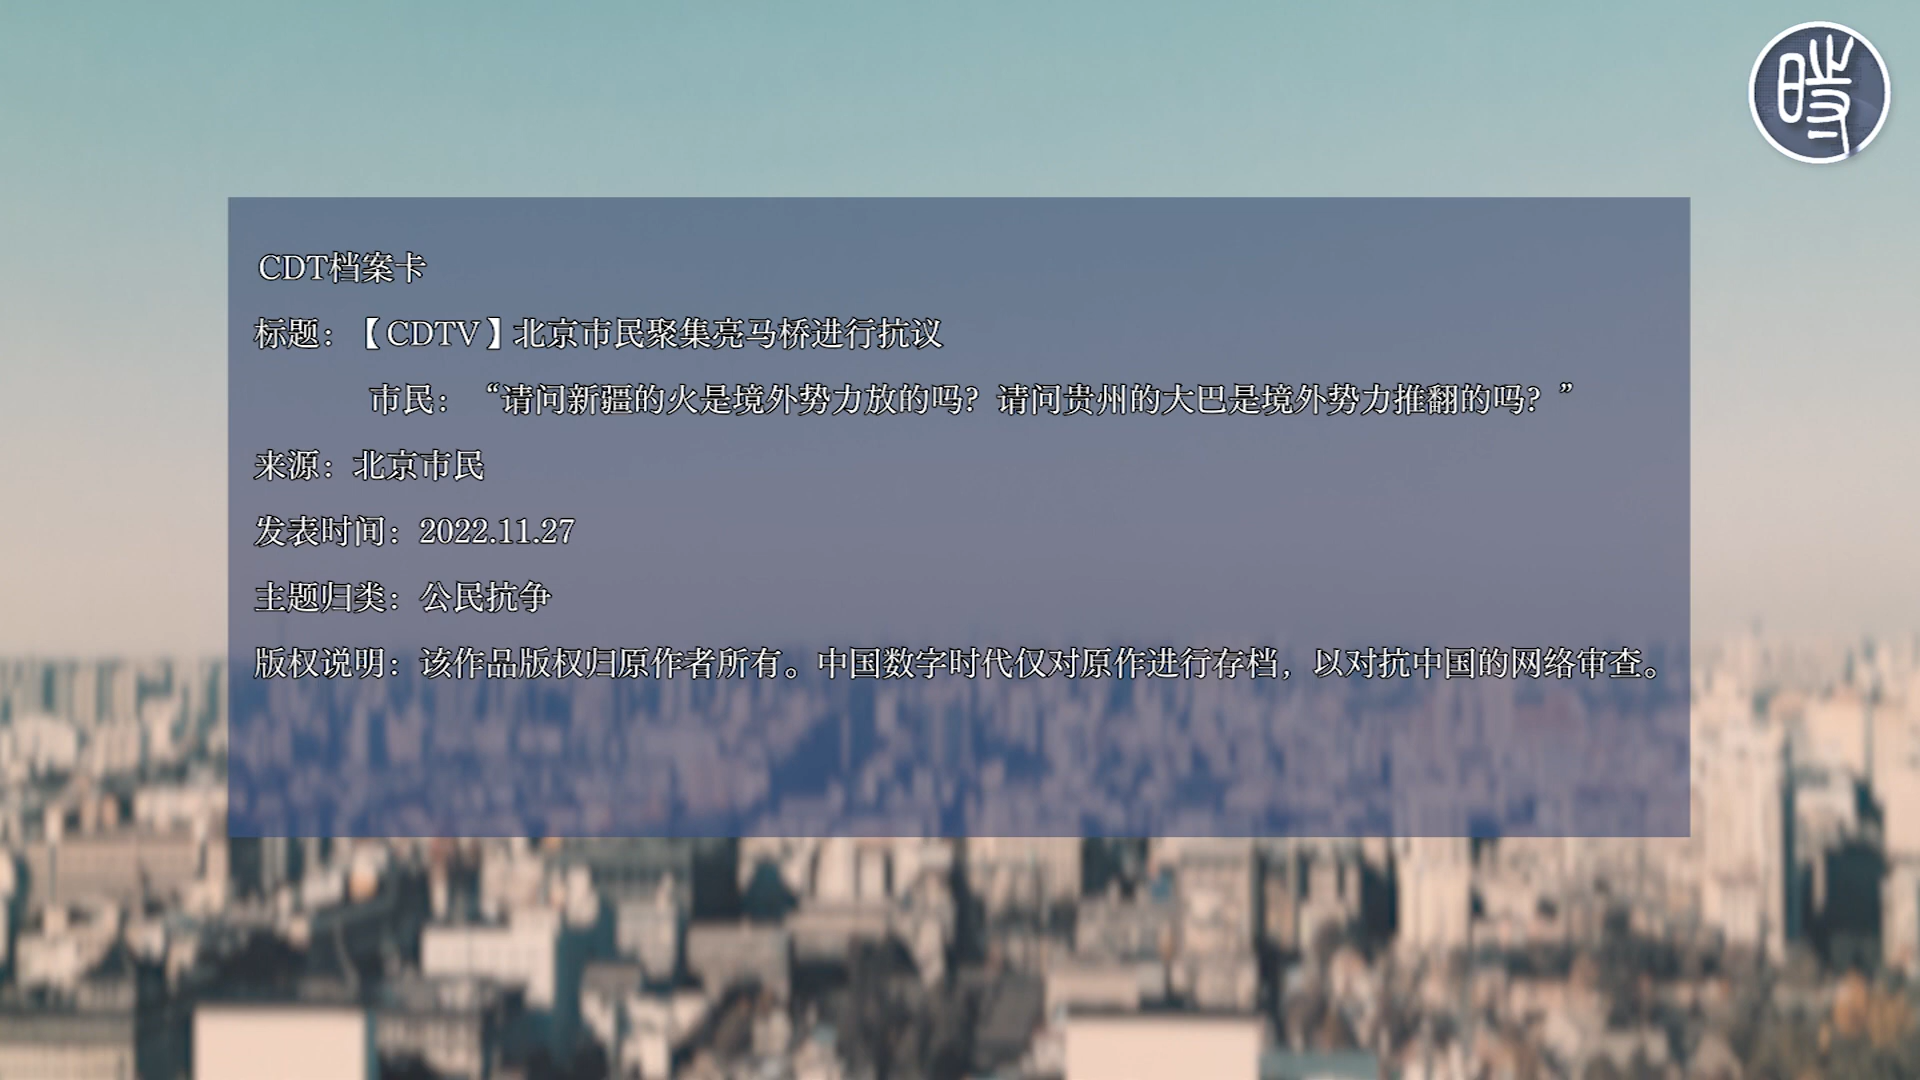 時
CDT档案卡
标题：【CDTV】北京市民聚集亮马桥进行抗议
市民：“请问新疆的火是境外势力放的吗？请问贵州的大巴是境外势力推翻的吗？”
来源：北京市民
发表时间：2022.11.27
主题归类：公民抗争
版权说明：该作品版权归原作者所有。中国数字时代仅对原作进行存档，以对抗中国的网络审查。